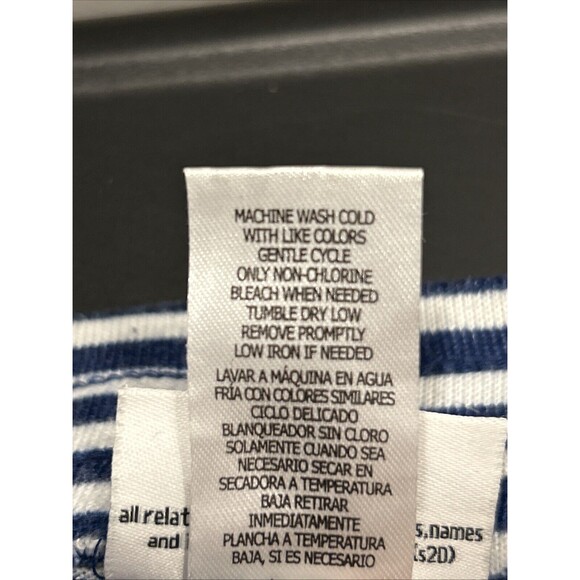 MACHINE WASH COLD
WITH LIKE COLORS
GENTLE CYCLE
ONLY NON-CHLORINE
BLEACH WHEN NEEDED
TUMBLE DRY LOW
REMOVE PROMPTLY
LOW IRON IF NEEDED
LAVAR A MÁQUINA EN AGUA
FRÍA CON COLORES SIMILARES
CICLO DELICADO
BLANQUEADOR SIN CLORO
SOLAMENTE CUANDO SEA
NECESARIO SECAR EN
SECADORA A TEMPERATURA
BAJA RETIRAR
INMEDIATAMENTE
PLANCHA A TEMPERATURA
BAJA, SI ES NECESARIO
all relat s,names
and (s20)